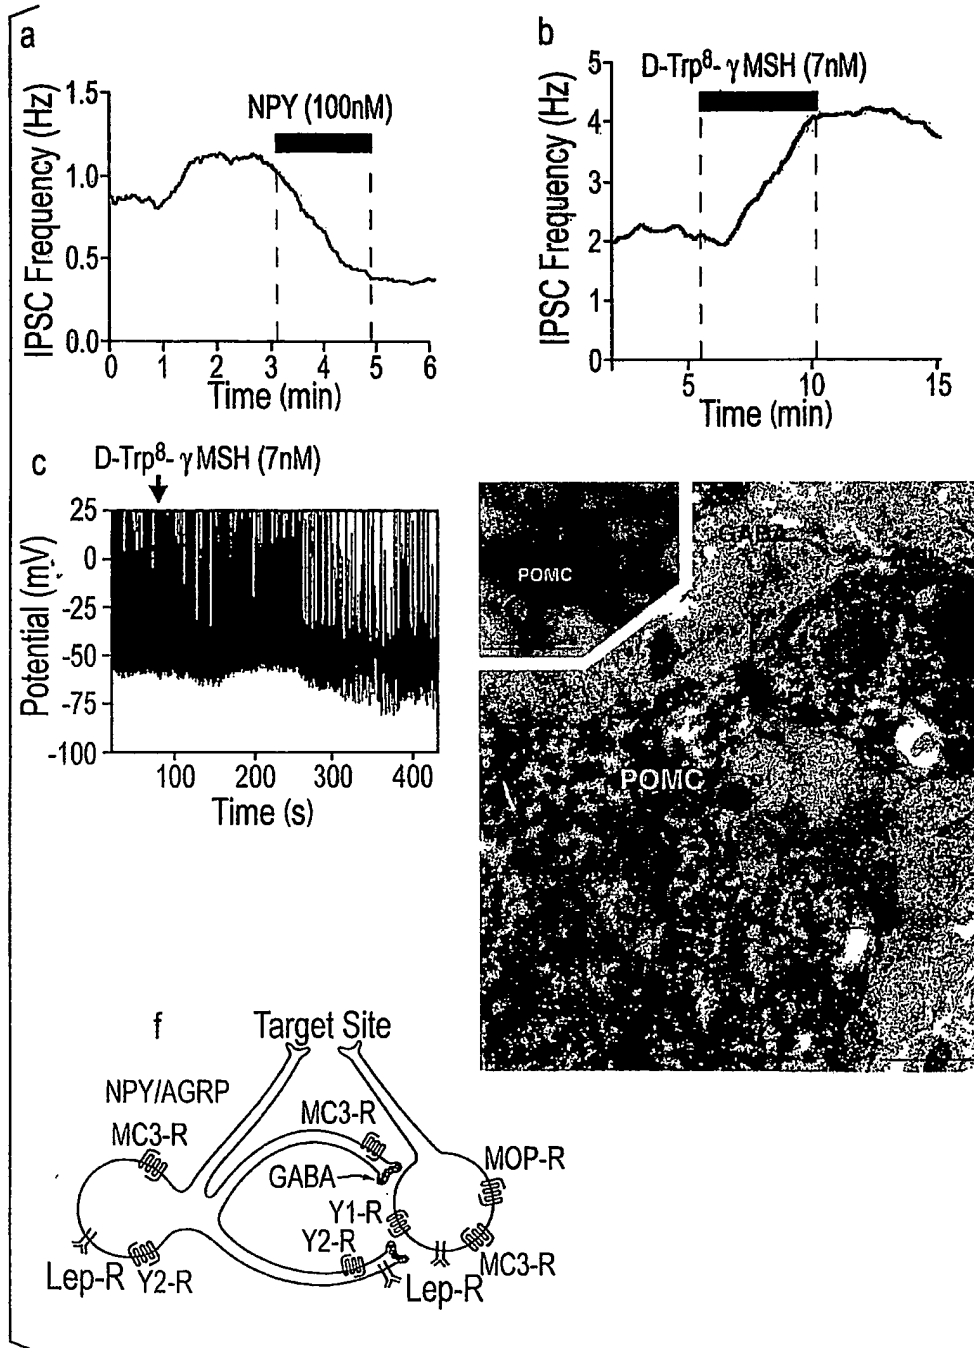 a
NPY (100nM)
IPSC Frequency (Hz)
1.5
1.0
0.5
0.0
0 1 2 3 4 5 6
Time (min)
b
D-Trp⁸- γ MSH (7nM)
IPSC Frequency (Hz)
5
4
3
2
1
0
5 10 15
Time (min)
c
D-Trp⁸- γ MSH (7nM)
Potential (mV)
25
0
-25
-50
-75
-100
100 200 300 400
Time (s)
POMC
GABA
POMC
f
Target Site
NPY/AGRP
MC3-R
MC3-R
MOP-R
GABA
Y1-R
Y2-R
MC3-R
Lep-R
Y2-R
Lep-R